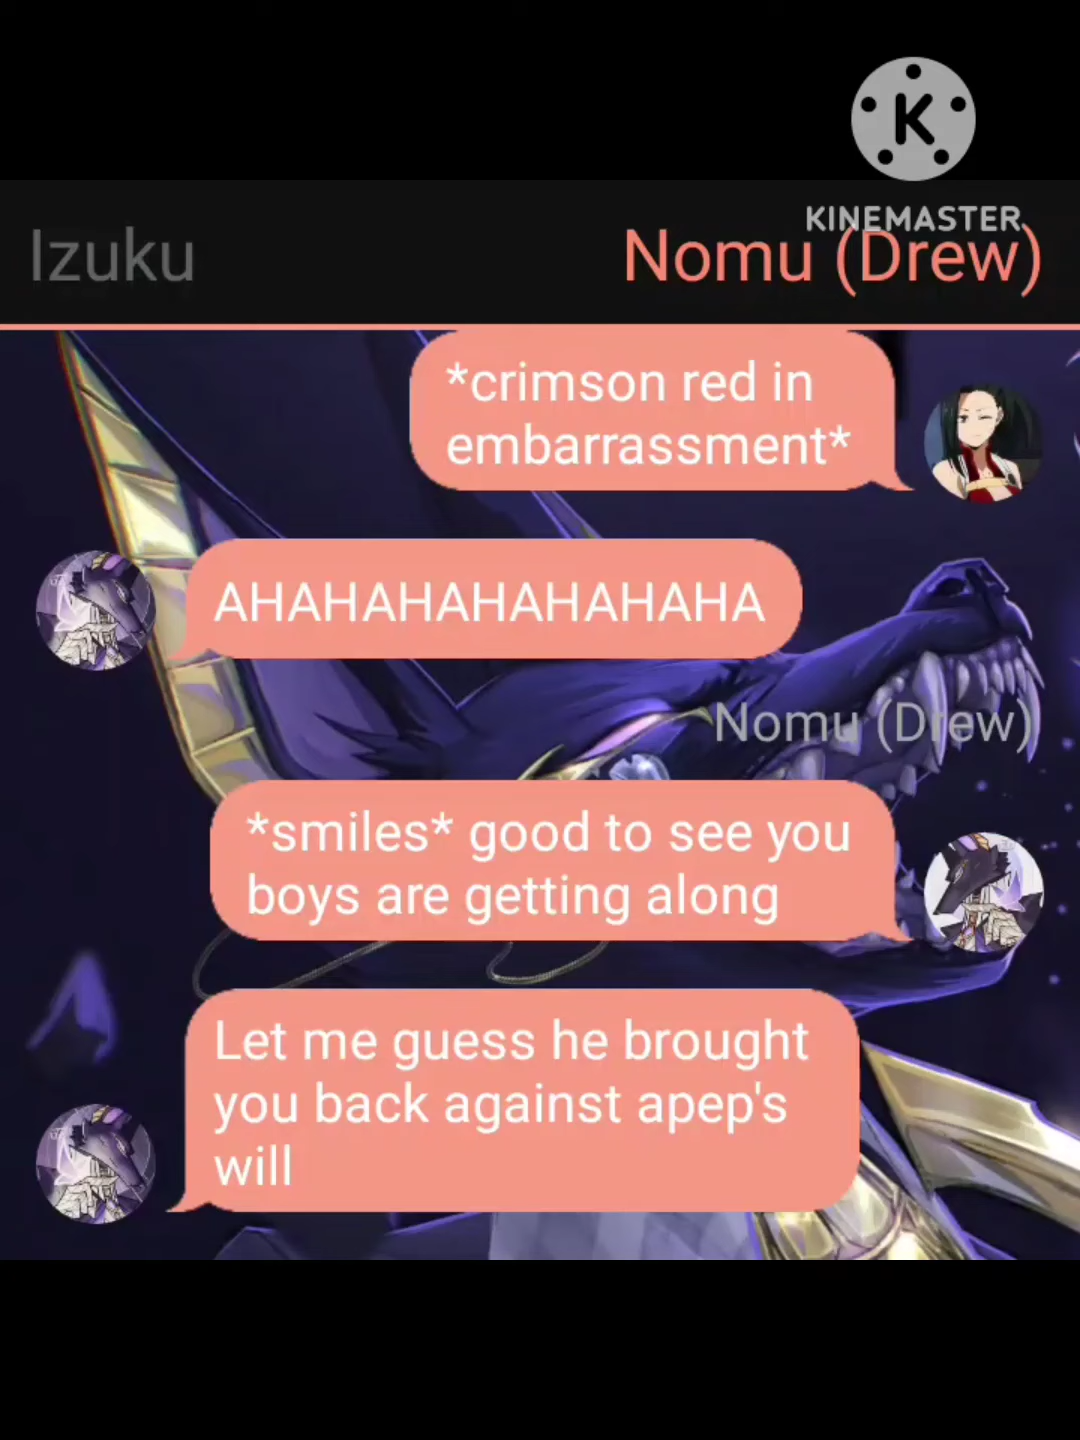 K
KINEMASTER
Izuku
Nomu (Drew)
*crimson red in
embarrassment*
AHAHAHAHAHAHAHA
Nomu (Drew)
*smiles* good to see you
boys are getting along
Let me guess he brought
you back against apep's
will